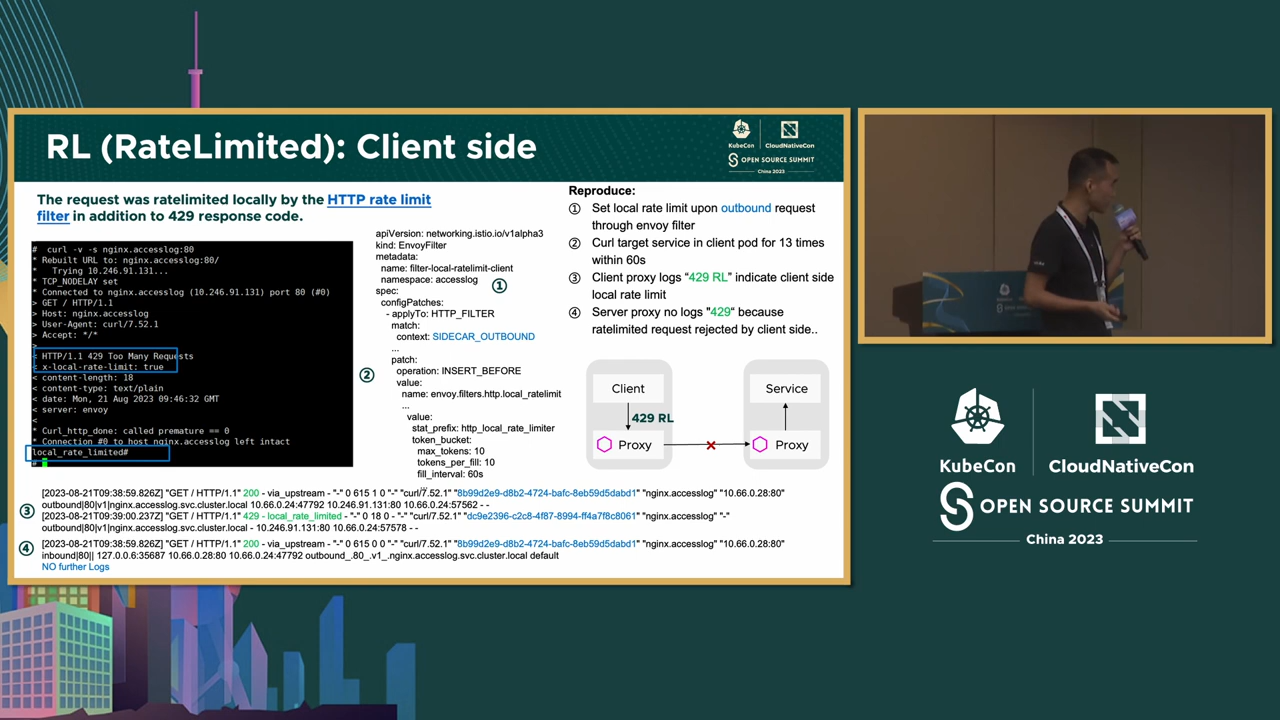 RL (RateLimited): Client side
KubeCon
CloudNativeCon
OPEN SOURCE SUMMIT
China 2023
The request was ratelimited locally by the HTTP rate limit
filter in addition to 429 response code.
# curl -v -s nginx.accesslog:80
* Rebuilt URL to: nginx.accesslog:80/
* Trying 10.246.91.131...
* TCP_NODELAY set
* Connected to nginx.accesslog (10.246.91.131) port 80 (#0)
> GET / HTTP/1.1
> Host: nginx.accesslog
> User-Agent: curl/7.52.1
> Accept: */*
>
< HTTP/1.1 429 Too Many Requests
< x-local-rate-limit: true
< content-length: 18
< content-type: text/plain
< date: Mon, 21 Aug 2023 09:46:32 GMT
< server: envoy
<
* Curl_http_done: called premature == 0
* Connection #0 to host nginx.accesslog left intact
local_rate_limited#
#
apiVersion: networking.istio.io/v1alpha3
kind: EnvoyFilter
metadata:
name: filter-local-ratelimit-client
namespace: accesslog
①
spec:
configPatches:
- applyTo: HTTP_FILTER
match:
context: SIDECAR_OUTBOUND
...
patch:
②
operation: INSERT_BEFORE
value:
name: envoy.filters.http.local_ratelimit
...
value:
stat_prefix: http_local_rate_limiter
token_bucket:
max_tokens: 10
tokens_per_fill: 10
fill_interval: 60s
...
Reproduce:
① Set local rate limit upon outbound request
through envoy filter
② Curl target service in client pod for 13 times
within 60s
③ Client proxy logs “429 RL” indicate client side
local rate limit
④ Server proxy no logs "429“ because
ratelimited request rejected by client side..
Client
Service
429 RL
Proxy
Proxy
③
[2023-08-21T09:38:59.826Z] "GET / HTTP/1.1" 200 - via_upstream - "-" 0 615 1 0 "-" "curl/7.52.1" "8b99d2e9-d8b2-4724-bafc-8eb59d5dabd1" "nginx.accesslog" "10.66.0.28:80"
outbound|80|v1|nginx.accesslog.svc.cluster.local 10.66.0.24:47792 10.246.91.131:80 10.66.0.24:57562 - -
[2023-08-21T09:39:00.237Z] "GET / HTTP/1.1" 429 - local_rate_limited - "-" 0 18 0 - "-" "curl/7.52.1" "dc9e2396-c2c8-4f87-8994-ff4a7f8c8061" "nginx.accesslog" "-"
outbound|80|v1|nginx.accesslog.svc.cluster.local - 10.246.91.131:80 10.66.0.24:57578 - -
④
[2023-08-21T09:38:59.826Z] "GET / HTTP/1.1" 200 - via_upstream - "-" 0 615 0 0 "-" "curl/7.52.1" "8b99d2e9-d8b2-4724-bafc-8eb59d5dabd1" "nginx.accesslog" "10.66.0.28:80"
inbound|80|| 127.0.0.6:35687 10.66.0.28:80 10.66.0.24:47792 outbound_.80_.v1_.nginx.accesslog.svc.cluster.local default
NO further Logs
KubeCon
CloudNativeCon
OPEN SOURCE SUMMIT
China 2023